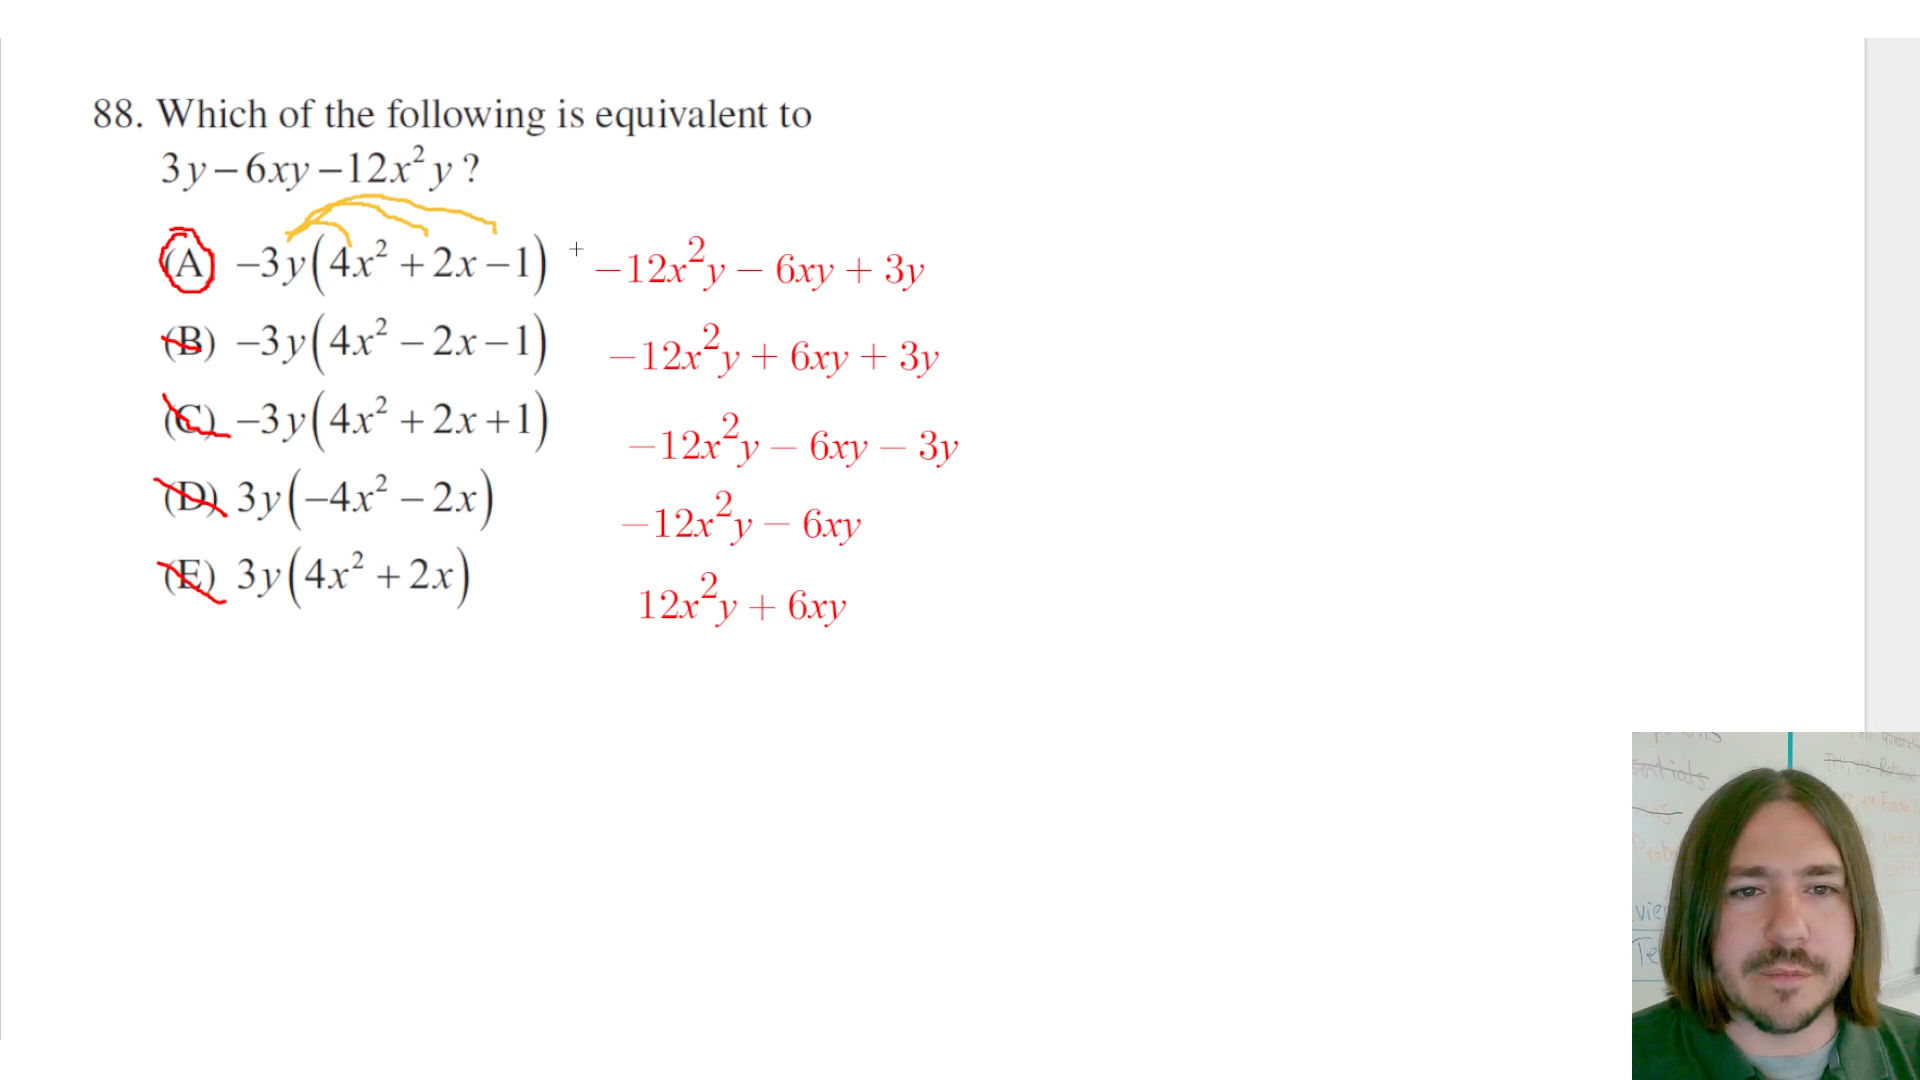 88. Which of the following is equivalent to
3y – 6xy – 12x² y ?
(A) –3y(4x² + 2x – 1) –12x²y – 6xy + 3y
(B) –3y(4x² – 2x – 1) –12x²y + 6xy + 3y
(C) –3y(4x² + 2x + 1) –12x²y – 6xy – 3y
(D) 3y(–4x² – 2x) –12x²y – 6xy
(E) 3y(4x² + 2x) 12x²y + 6xy